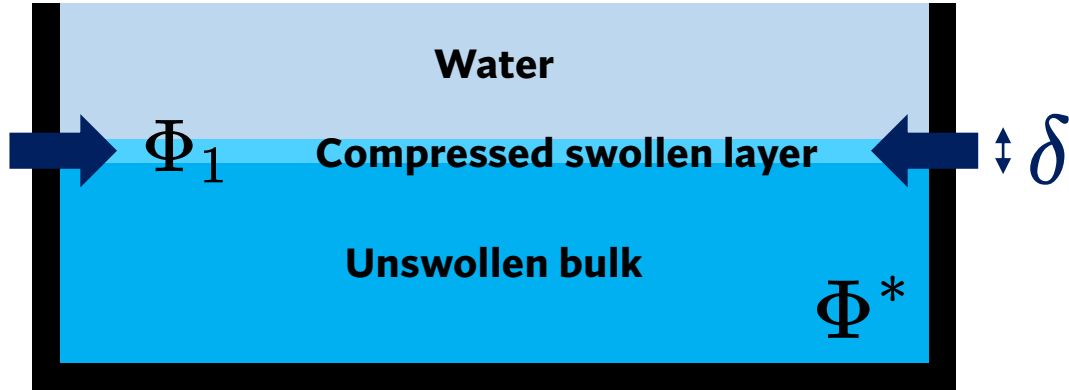 Water
Φ₁ Compressed swollen layer δ
Unswollen bulk
Φ*